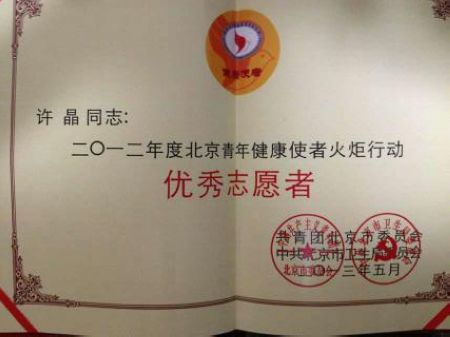 许 晶 同志:
二〇一二年度北京青年健康使者火炬行动
优秀志愿者
共青团北京市委员会
中共北京市卫生局委员会
一三年五月